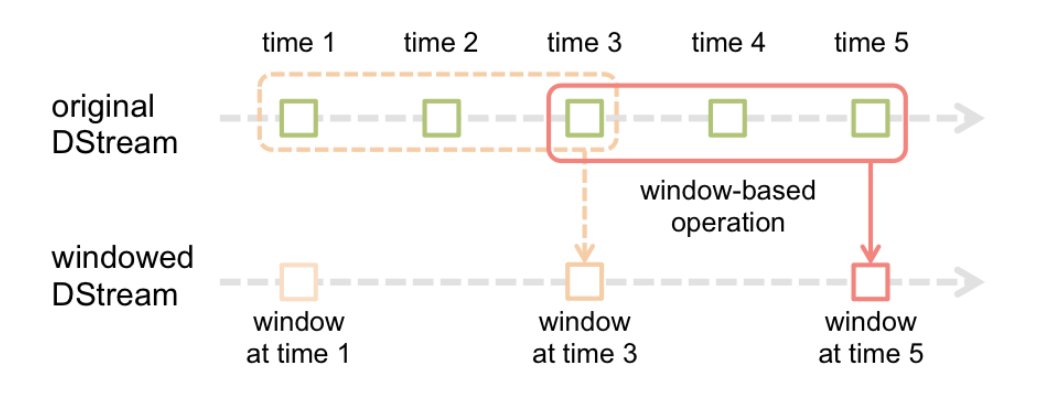 time 1
time 2
time 3
time 4
time 5
original
DStream
window-based
operation
windowed
DStream
window
at time 1
window
at time 3
window
at time 5